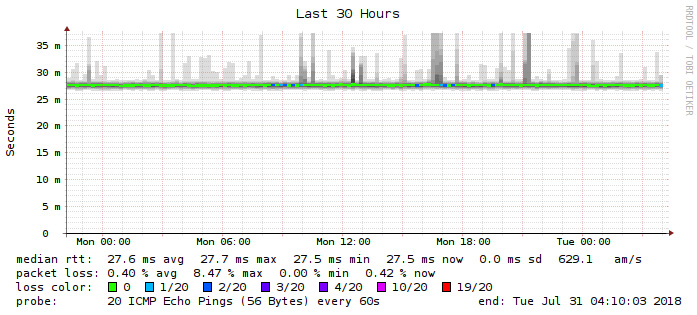 Last 30 Hours
RRDTOOL / TOBI OETIKER
Seconds
35 m
30 m
25 m
20 m
15 m
10 m
5 m
0
Mon 00:00 Mon 06:00 Mon 12:00 Mon 18:00 Tue 00:00
median rtt: 27.6 ms avg 27.7 ms max 27.5 ms min 27.5 ms now 0.0 ms sd 629.1 am/s
packet loss: 0.40 % avg 8.47 % max 0.00 % min 0.42 % now
loss color: 0 1/20 2/20 3/20 4/20 10/20 19/20
probe: 20 ICMP Echo Pings (56 Bytes) every 60s end: Tue Jul 31 04:10:03 2018